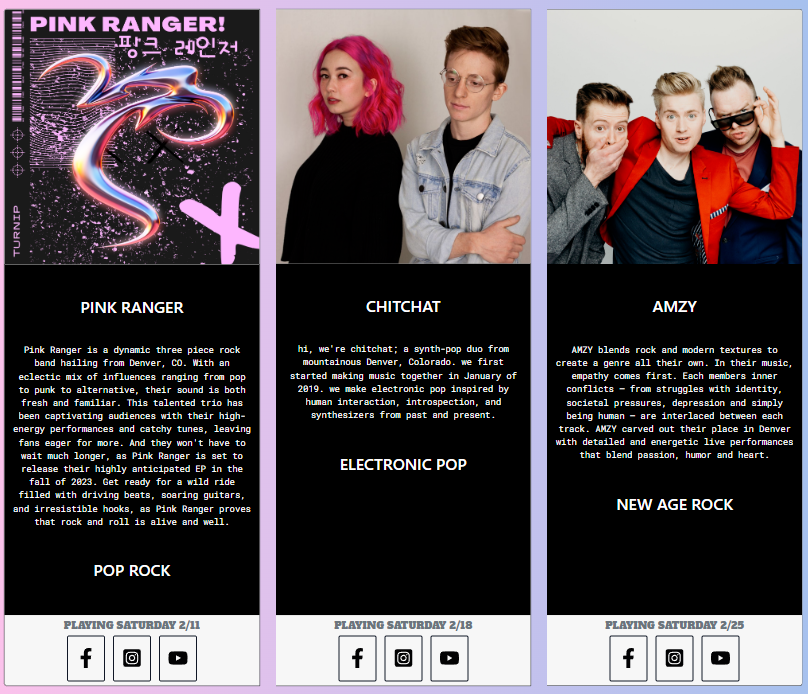 PINK RANGER!
핑크 레인저
TURNIP
PINK RANGER
Pink Ranger is a dynamic three piece rock
band hailing from Denver, CO. With an
eclectic mix of influences ranging from pop
to punk to alternative, their sound is both
fresh and familiar. This talented trio has
been captivating audiences with their high-
energy performances and catchy tunes, leaving
fans eager for more. And they won't have to
wait much longer, as Pink Ranger is set to
release their highly anticipated EP in the
fall of 2023. Get ready for a wild ride
filled with driving beats, soaring guitars,
and irresistible hooks, as Pink Ranger proves
that rock and roll is alive and well.
POP ROCK
PLAYING SATURDAY 2/11
CHITCHAT
hi, we're chitchat; a synth-pop duo from
mountainous Denver, Colorado. we first
started making music together in January of
2019. we make electronic pop inspired by
human interaction, introspection, and
synthesizers from past and present.
ELECTRONIC POP
PLAYING SATURDAY 2/18
AMZY
AMZY blends rock and modern textures to
create a genre all their own. In their music,
empathy comes first. Each members inner
conflicts — from struggles with identity,
societal pressures, depression and simply
being human — are interlaced between each
track. AMZY carved out their place in Denver
with detailed and energetic live performances
that blend passion, humor and heart.
NEW AGE ROCK
PLAYING SATURDAY 2/25